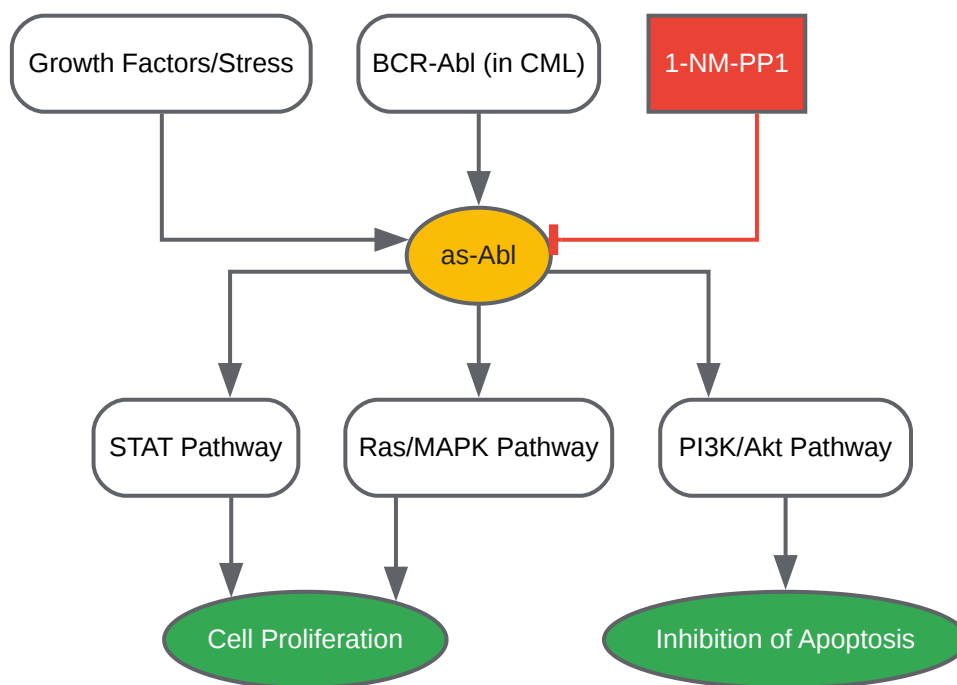 Growth Factors/Stress
BCR-Abl (in CML)
1-NM-PP1
as-Abl
STAT Pathway
Ras/MAPK Pathway
PI3K/Akt Pathway
Cell Proliferation
Inhibition of Apoptosis